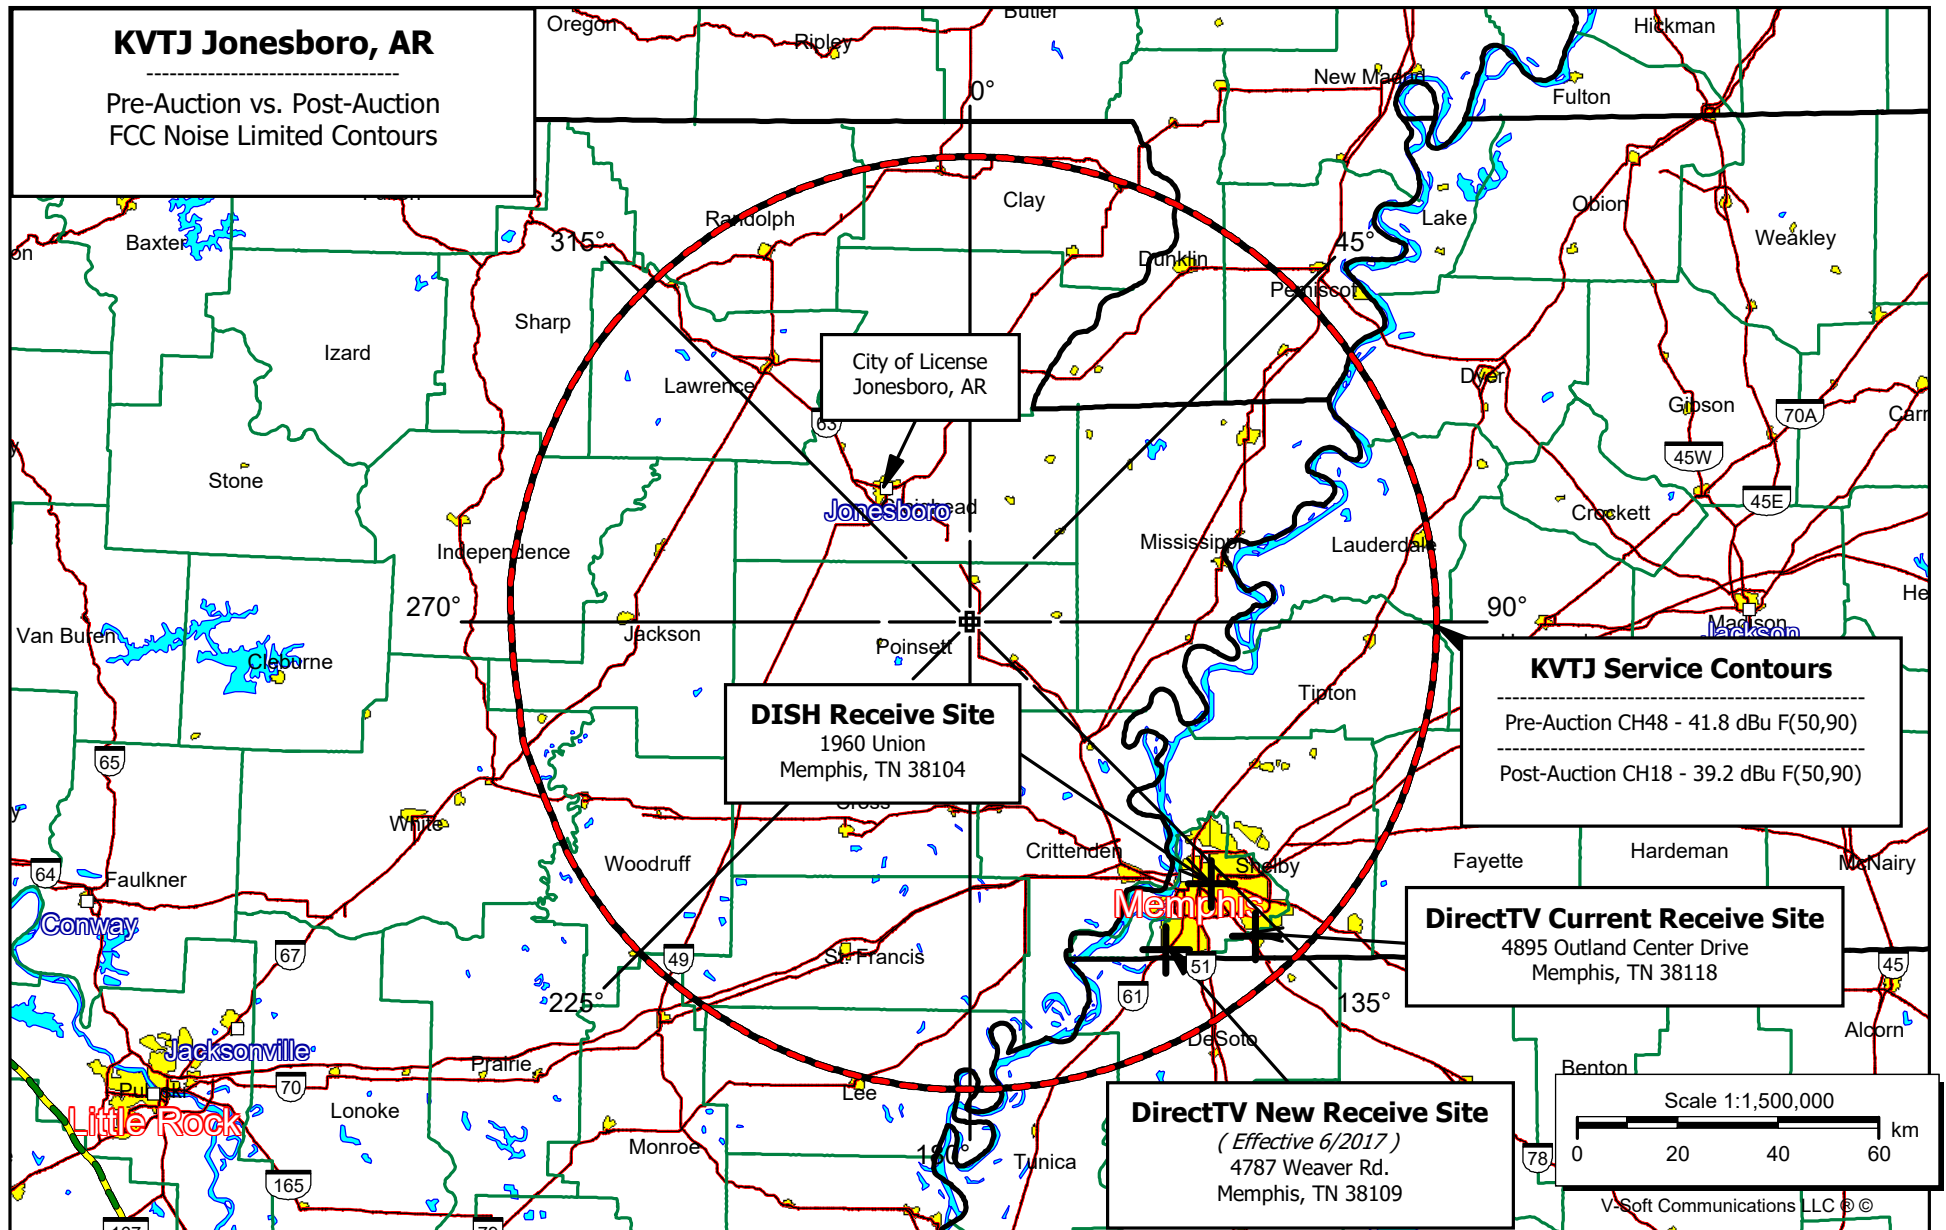 KVTJ Jonesboro, AR
----------------------------------
Pre-Auction vs. Post-Auction
FCC Noise Limited Contours
Oregon
Ripley
Butler
New Madrid
Hickman
Fulton
0°
Baxter
Randolph
Clay
Lake
Obion
Weakley
315°
45°
Dunklin
Pemiscot
Sharp
Izard
City of License
Jonesboro, AR
Lawrence
Dyer
Gibson
70A
63
45W
Stone
45E
Jonesboro
Craighead
Crockett
Independence
Mississippi
Lauderdale
270°
90°
Van Buren
Jackson
Poinsett
Madison
Jackson
Cleburne
KVTJ Service Contours
Pre-Auction CH48 - 41.8 dBu F(50,90)
Post-Auction CH18 - 39.2 dBu F(50,90)
Tipton
DISH Receive Site
1960 Union
Memphis, TN 38104
65
Cross
White
Woodruff
Crittenden
Shelby
Fayette
Hardeman
McNairy
64
Faulkner
Conway
Memphis
DirectTV Current Receive Site
4895 Outland Center Drive
Memphis, TN 38118
67
49
St. Francis
51
45
225°
61
135°
Jacksonville
DeSoto
Alcorn
Prairie
Benton
Pulaski
70
Lee
Little Rock
Lonoke
DirectTV New Receive Site
( Effective 6/2017 )
4787 Weaver Rd.
Memphis, TN 38109
Scale 1:1,500,000
km
0 20 40 60
Monroe
180°
Tunica
78
165
V-Soft Communications LLC ® ©